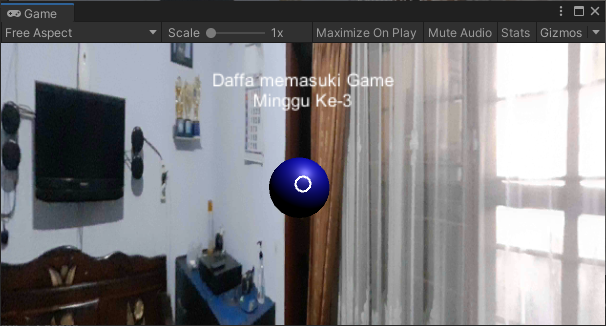 Game
Free Aspect
Scale
1x
Maximize On Play
Mute Audio
Stats
Gizmos
Daffa memasuki Game
Minggu Ke-3